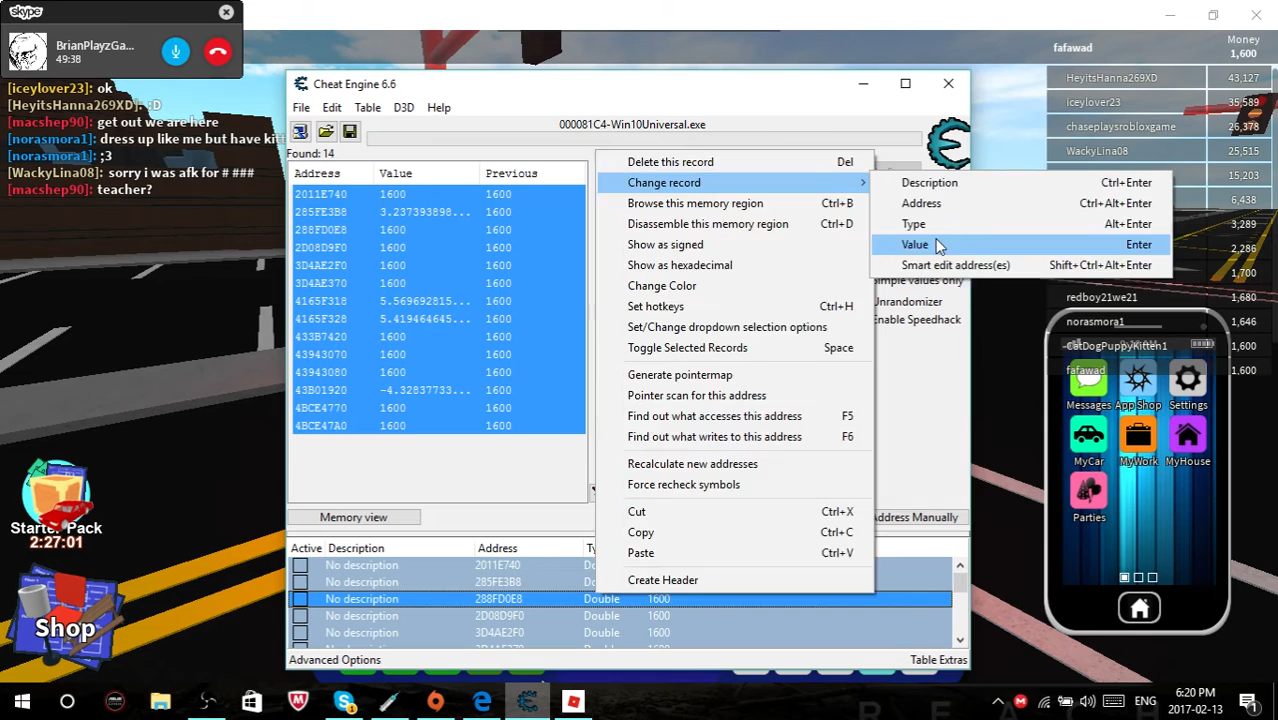 skype
BrianPlayzGa...
49:38
[iceylover23]: ok
[HeyitsHanna269XD]: :D
[macshep90]: get out we are here
[norasmora1]: dress up like me but have kitt
[norasmora1]: ;3
[WackyLina08]: sorry i was afk for # ###
[macshep90]: teacher?
Starter Pack
2:27:01
Shop
Cheat Engine 6.6
File Edit Table D3D Help
000081C4-Win10Universal.exe
Found: 14
Address Value Previous
2011E740 1600 1600
285FE3B8 3.237393898... 1600
288FD0E8 1600 1600
2D08D9F0 1600 1600
3D4AE2F0 1600 1600
3D4AE370 1600 1600
4165F318 5.569692815... 1600
4165F328 5.419464645... 1600
433B7420 1600 1600
43943070 1600 1600
43943080 1600 1600
43B01920 -4.32837733... 1600
4BCE4770 1600 1600
4BCE47A0 1600 1600
Memory view
Delete this record Del
Change record
Browse this memory region Ctrl+B
Disassemble this memory region Ctrl+D
Show as signed
Show as hexadecimal
Change Color
Set hotkeys Ctrl+H
Set/Change dropdown selection options
Toggle Selected Records Space
Generate pointermap
Pointer scan for this address
Find out what accesses this address F5
Find out what writes to this address F6
Recalculate new addresses
Force recheck symbols
Cut Ctrl+X
Copy Ctrl+C
Paste Ctrl+V
Create Header
Description Ctrl+Enter
Address Ctrl+Alt+Enter
Type Alt+Enter
Value Enter
Smart edit address(es) Shift+Ctrl+Alt+Enter
simple values only
Unrandomizer
Enable Speedhack
Address Manually
Active Description Address Ty
No description 2011E740 Do
No description 285FE3B8 Do
No description 288FD0E8 Double 1600
No description 2D08D9F0 Double 1600
No description 3D4AE2F0 Double 1600
Advanced Options
Table Extras
fafawad
Money
1,600
HeyitsHanna269XD 43,127
iceylover23 35,589
chaseplaysrobloxgame 26,378
WackyLina08 25,515
15,203
6,438
3,289
2,286
1,700
redboy21we21 1,680
norasmora1 1,646
CatDogPuppyKitten1 1,600
fafawad 1,600
Messages App Shop Settings
MyCar MyWork MyHouse
Parties
ENG
6:20 PM
2017-02-13